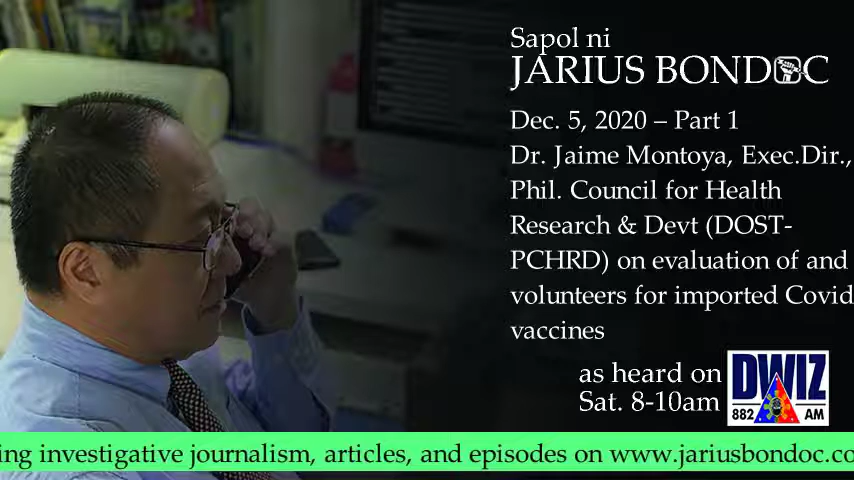 Sapol ni
JARIUS BONDOC
Dec. 5, 2020 – Part 1
Dr. Jaime Montoya, Exec.Dir.,
Phil. Council for Health
Research & Devt (DOST-
PCHRD) on evaluation of and
volunteers for imported Covid
vaccines
as heard on
Sat. 8-10am
DWIZ
882 AM
ing investigative journalism, articles, and episodes on www.jariusbondoc.co